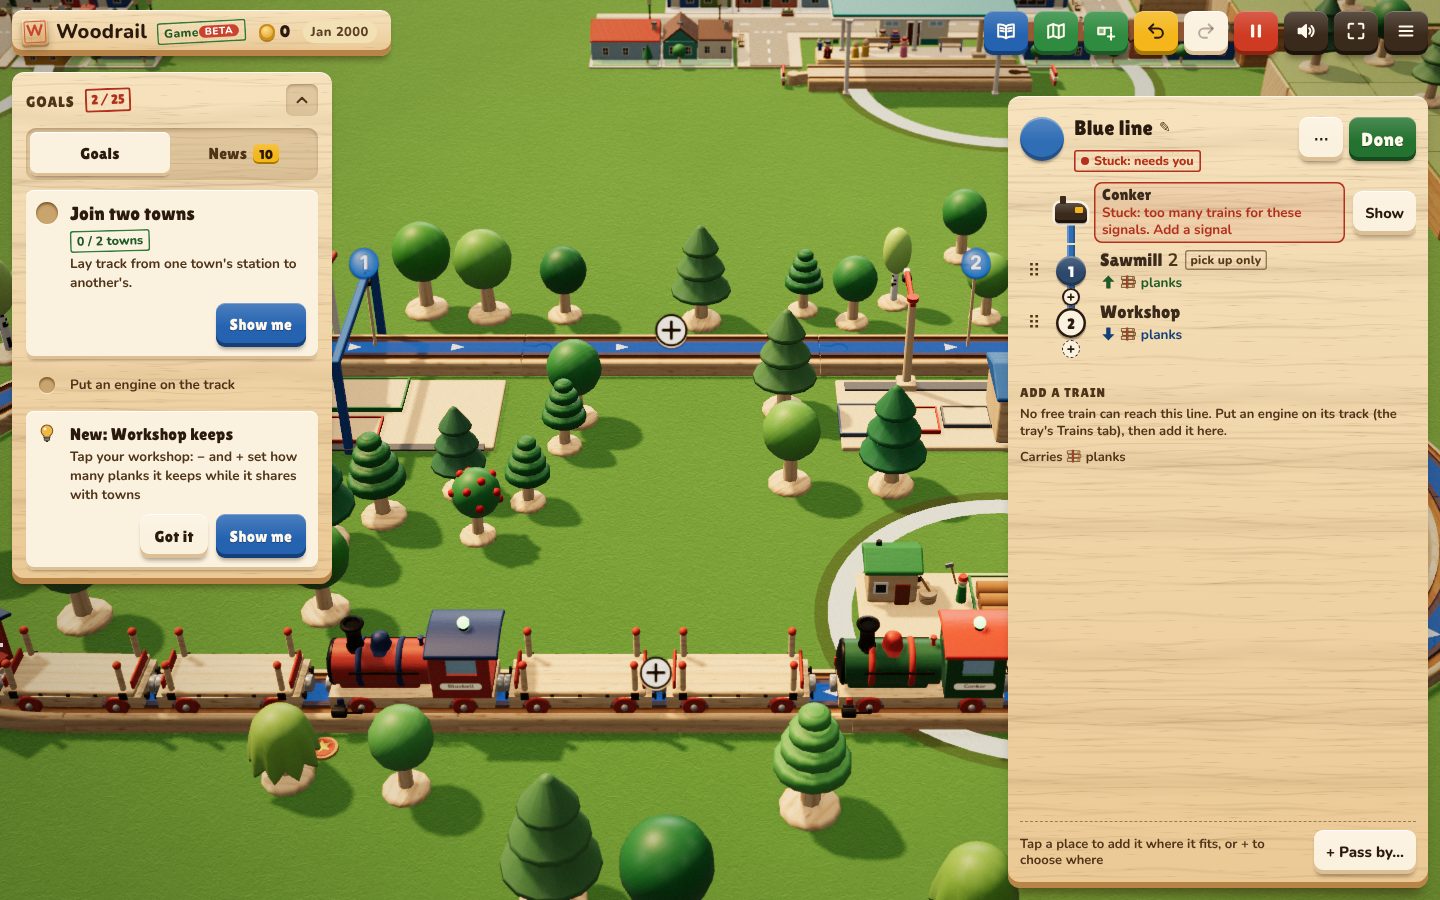 W Woodrail Game BETA 0 Jan 2000
GOALS 2 / 25
Goals News 10
Join two towns
0 / 2 towns
Lay track from one town's station to
another's.
Show me
Put an engine on the track
New: Workshop keeps
Tap your workshop: – and + set how
many planks it keeps while it shares
with towns
Got it Show me
1
2
Blue line
Stuck: needs you
... Done
Conker
Stuck: too many trains for these
signals. Add a signal
Show
1 Sawmill 2 pick up only
planks
2 Workshop
planks
ADD A TRAIN
No free train can reach this line. Put an engine on its track (the
tray's Trains tab), then add it here.
Carries planks
Tap a place to add it where it fits, or + to
choose where
+ Pass by...
Conker